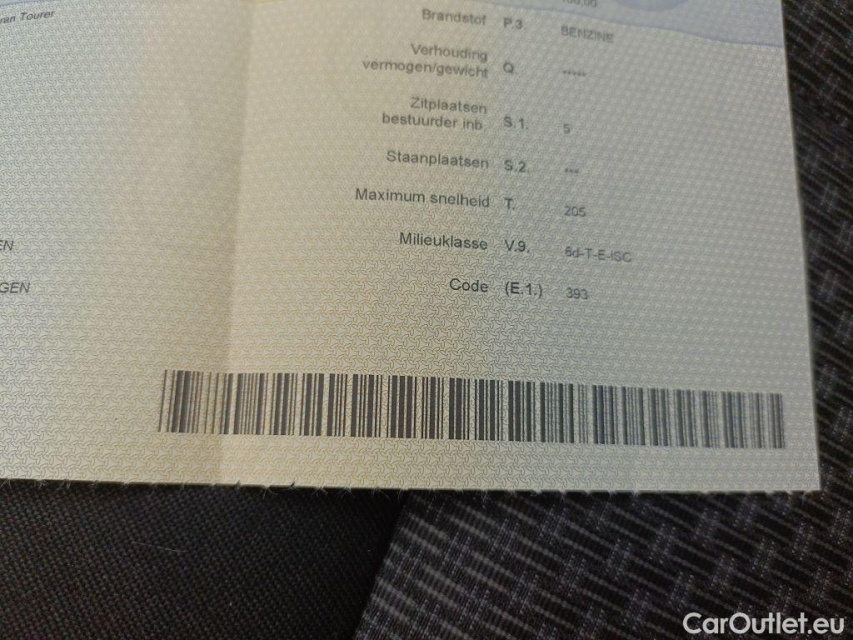 ran Tourer
Brandstof P.3 BENZINE
Verhouding
vermogen/gewicht Q. *****
Zitplaatsen
bestuurder inb. S.1. 5
Staanplaatsen S.2. ***
Maximum snelheid T. 205
Milieuklasse V.9. 6d-T-E-ISC
EN
Code (E.1.) 393
GEN
CarOutlet.eu